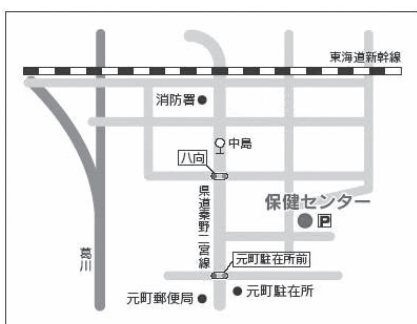 東海道新幹線
消防署
中島
八向
県道秦野二宮線
保健センター
P
葛川
元町駐在所前
元町郵便局
元町駐在所